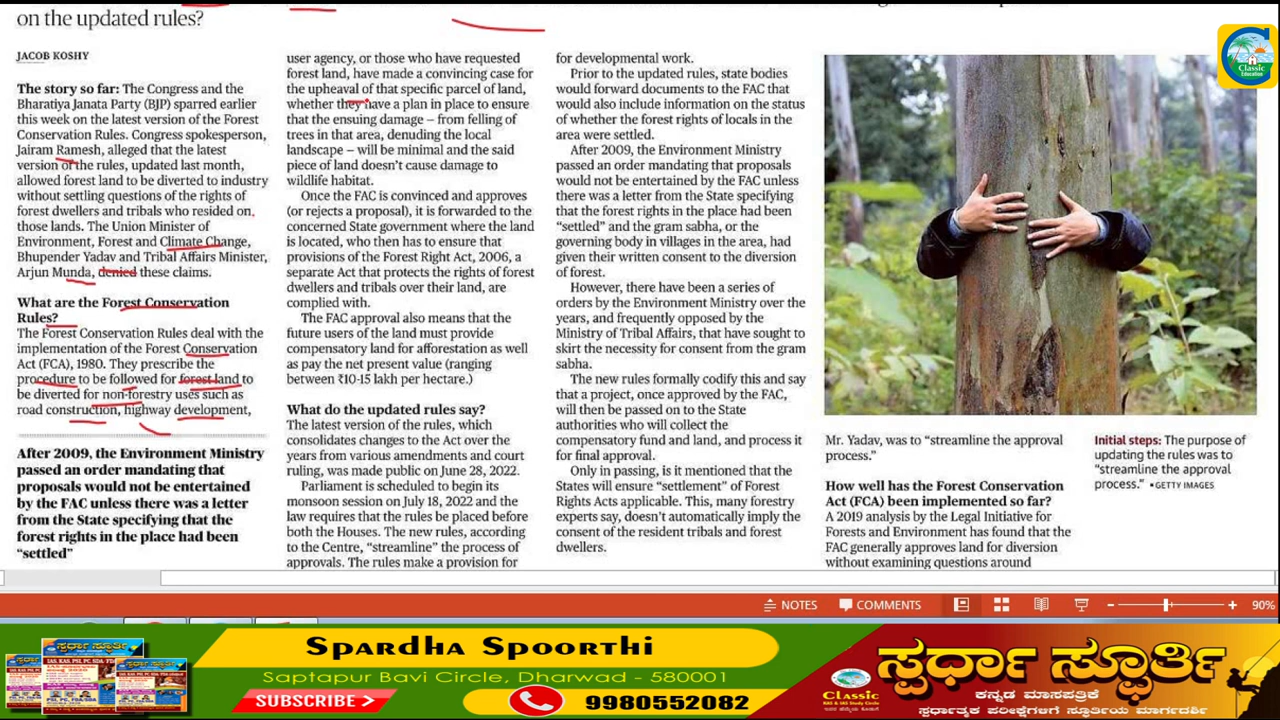 on the updated rules?
JACOB KOSHY
The story so far: The Congress and the
Bharatiya Janata Party (BJP) sparred earlier
this week on the latest version of the Forest
Conservation Rules. Congress spokesperson,
Jairam Ramesh, alleged that the latest
version of the rules, updated last month,
allowed forest land to be diverted to industry
without settling questions of the rights of
forest dwellers and tribals who resided on
those lands. The Union Minister of
Environment, Forest and Climate Change,
Bhupender Yadav and Tribal Affairs Minister,
Arjun Munda, denied these claims.
What are the Forest Conservation
Rules?
The Forest Conservation Rules deal with the
implementation of the Forest Conservation
Act (FCA), 1980. They prescribe the
procedure to be followed for forest land to
be diverted for non-forestry uses such as
road construction, highway development,
After 2009, the Environment Ministry
passed an order mandating that
proposals would not be entertained
by the FAC unless there was a letter
from the State specifying that the
forest rights in the place had been
“settled”
user agency, or those who have requested
forest land, have made a convincing case for
the upheaval of that specific parcel of land,
whether they have a plan in place to ensure
that the ensuing damage – from felling of
trees in that area, denuding the local
landscape – will be minimal and the said
piece of land doesn’t cause damage to
wildlife habitat.
Once the FAC is convinced and approves
(or rejects a proposal), it is forwarded to the
concerned State government where the land
is located, who then has to ensure that
provisions of the Forest Right Act, 2006, a
separate Act that protects the rights of forest
dwellers and tribals over their land, are
complied with.
The FAC approval also means that the
future users of the land must provide
compensatory land for afforestation as well
as pay the net present value (ranging
between ₹10-15 lakh per hectare.)
What do the updated rules say?
The latest version of the rules, which
consolidates changes to the Act over the
years from various amendments and court
ruling, was made public on June 28, 2022.
Parliament is scheduled to begin its
monsoon session on July 18, 2022 and the
law requires that the rules be placed before
both the Houses. The new rules, according
to the Centre, “streamline” the process of
approvals. The rules make a provision for
for developmental work.
Prior to the updated rules, state bodies
would forward documents to the FAC that
would also include information on the status
of whether the forest rights of locals in the
area were settled.
After 2009, the Environment Ministry
passed an order mandating that proposals
would not be entertained by the FAC unless
there was a letter from the State specifying
that the forest rights in the place had been
“settled” and the gram sabha, or the
governing body in villages in the area, had
given their written consent to the diversion
of forest.
However, there have been a series of
orders by the Environment Ministry over the
years, and frequently opposed by the
Ministry of Tribal Affairs, that have sought to
skirt the necessity for consent from the gram
sabha.
The new rules formally codify this and say
that a project, once approved by the FAC,
will then be passed on to the State
authorities who will collect the
compensatory fund and land, and process it
for final approval.
Only in passing, is it mentioned that the
States will ensure “settlement” of Forest
Rights Acts applicable. This, many forestry
experts say, doesn’t automatically imply the
consent of the resident tribals and forest
dwellers.
Mr. Yadav, was to “streamline the approval
process.”
How well has the Forest Conservation
Act (FCA) been implemented so far?
A 2019 analysis by the Legal Initiative for
Forests and Environment has found that the
FAC generally approves land for diversion
without examining questions around
Initial steps: The purpose of
updating the rules was to
“streamline the approval
process.” ▪ GETTY IMAGES
Classic
Education
NOTES
COMMENTS
90%
Spardha Spoorthi
Saptapur Bavi Circle, Dharwad - 580001
SUBSCRIBE
9980552082
ಸ್ಪರ್ಧಾ ಸ್ಫೂರ್ತಿ
ಸ್ಪರ್ಧಾ ಸ್ಫೂರ್ತಿ
ಕನ್ನಡ ಮಾಸಪತ್ರಿಕೆ
ಸ್ಪರ್ಧಾತ್ಮಕ ಪರೀಕ್ಷೆಗಳಿಗೆ ಸ್ಫೂರ್ತಿಯ ಮಾರ್ಗದರ್ಶಿ
Classic